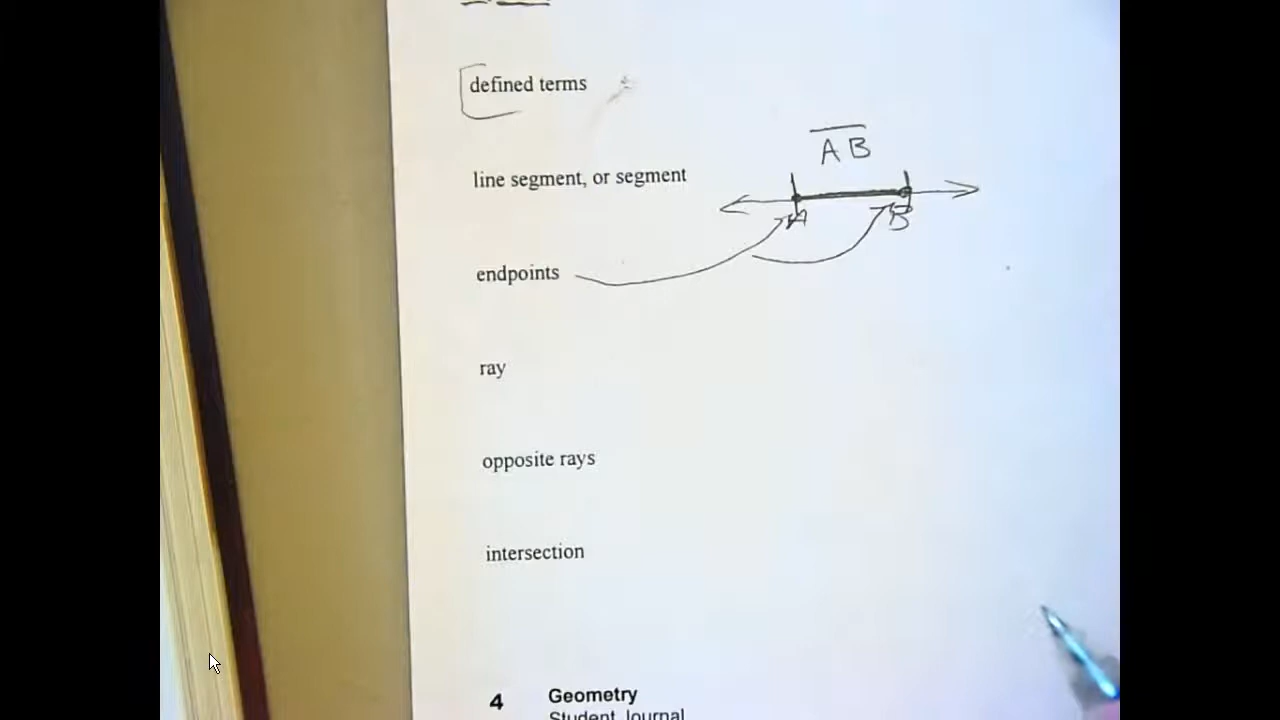 defined terms
AB
line segment, or segment
A B
endpoints
ray
opposite rays
intersection
4 Geometry
Student Journal